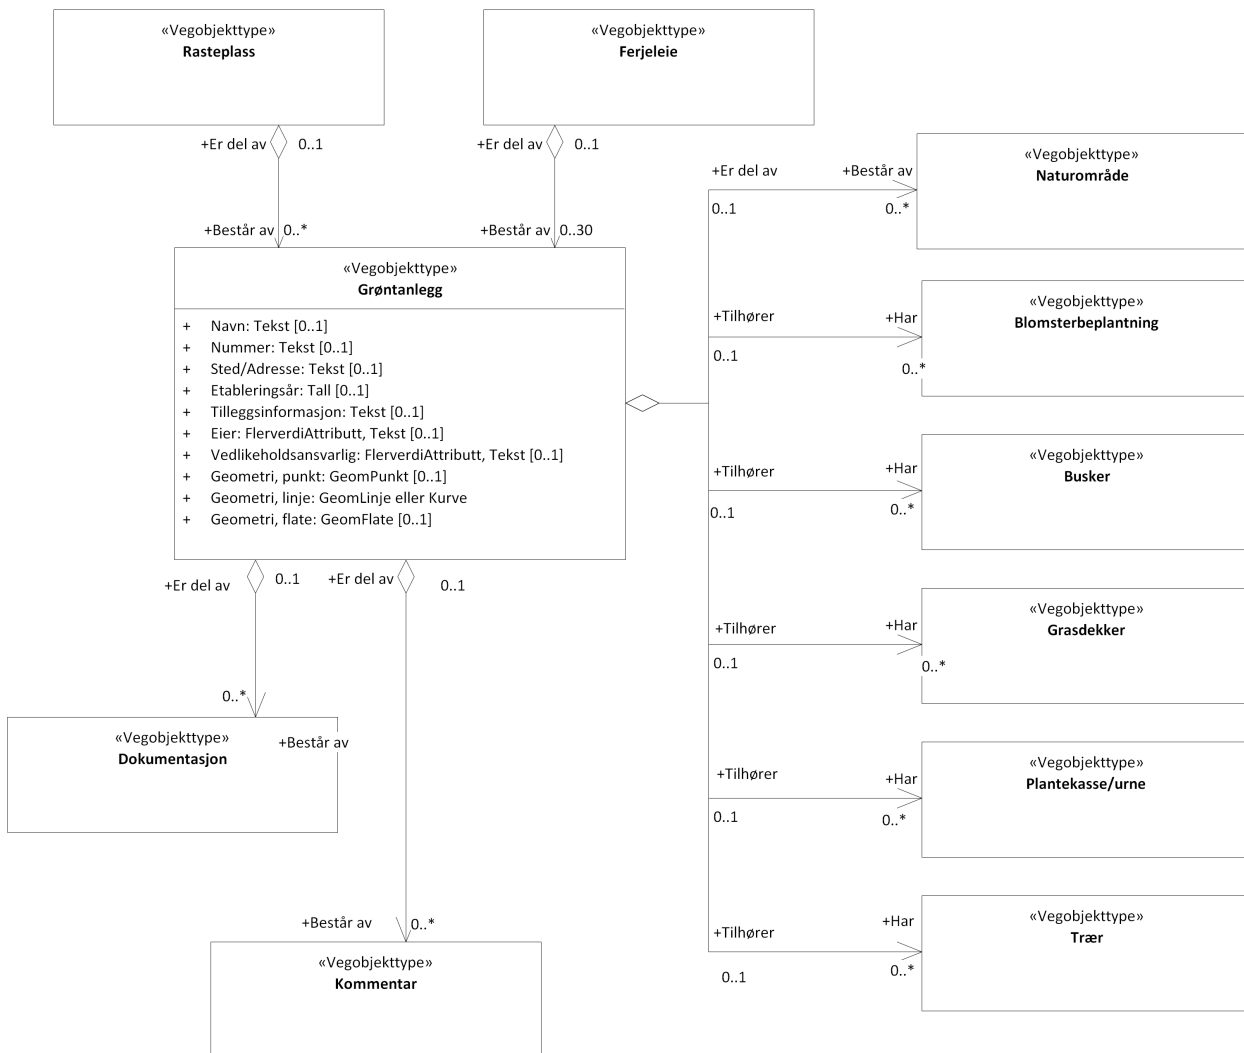 «Vegobjekttype»
Rasteplass
«Vegobjekttype»
Ferjeleie
+Er del av
0..1
+Er del av
0..1
+Består av
0..*
+Består av
0..30
«Vegobjekttype»
Grøntanlegg
+ Navn: Tekst [0..1]
+ Nummer: Tekst [0..1]
+ Sted/Adresse: Tekst [0..1]
+ Etableringsår: Tall [0..1]
+ Tilleggsinformasjon: Tekst [0..1]
+ Eier: FlerverdiAttributt, Tekst [0..1]
+ Vedlikeholdsansvarlig: FlerverdiAttributt, Tekst [0..1]
+ Geometri, punkt: GeomPunkt [0..1]
+ Geometri, linje: GeomLinje eller Kurve
+ Geometri, flate: GeomFlate [0..1]
+Er del av
0..1
+Består av
0..*
«Vegobjekttype»
Naturområde
+Tilhører
0..1
+Har
0..*
«Vegobjekttype»
Blomsterbeplantning
+Tilhører
0..1
+Har
0..*
«Vegobjekttype»
Busker
+Tilhører
0..1
+Har
0..*
«Vegobjekttype»
Grasdekker
+Tilhører
0..1
+Har
0..*
«Vegobjekttype»
Plantekasse/urne
+Tilhører
0..1
+Har
0..*
«Vegobjekttype»
Trær
+Er del av
0..1
+Er del av
0..1
0..*
+Består av
«Vegobjekttype»
Dokumentasjon
+Består av
0..*
«Vegobjekttype»
Kommentar